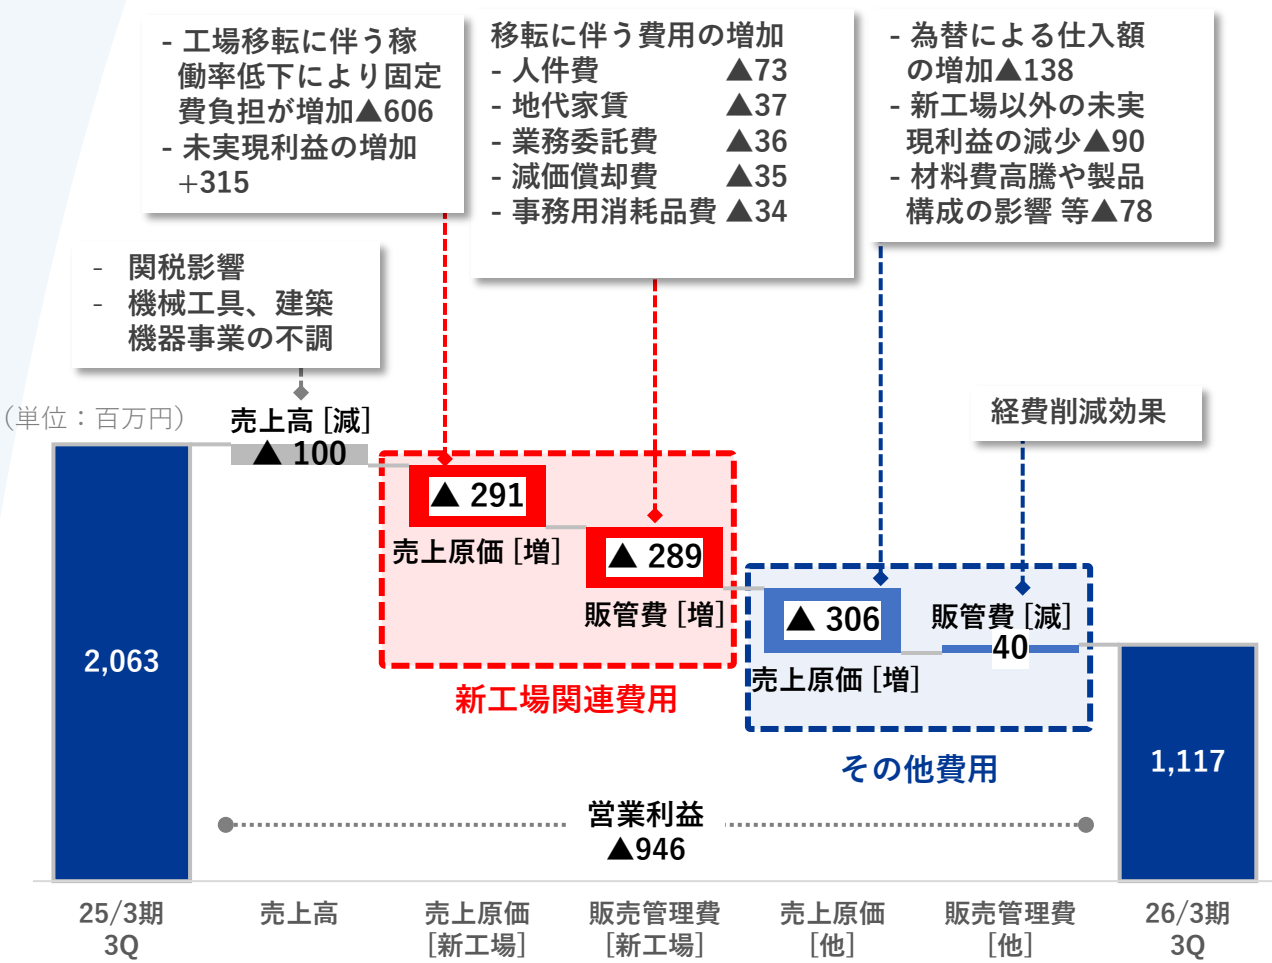 - 工場移転に伴う稼
働率低下により固定
費負担が増加▲606
- 未実現利益の増加
+315
移転に伴う費用の増加
- 人件費 ▲73
- 地代家賃 ▲37
- 業務委託費 ▲36
- 減価償却費 ▲35
- 事務用消耗品費 ▲34
- 為替による仕入額
の増加▲138
- 新工場以外の未実
現利益の減少▲90
- 材料費高騰や製品
構成の影響 等▲78
- 関税影響
- 機械工具、建築
機器事業の不調
(単位：百万円)
売上高 [減]
▲ 100
経費削減効果
▲ 291
売上原価 [増]
▲ 289
販管費 [増]
▲ 306
売上原価 [増]
販管費 [減]
40
2,063
新工場関連費用
その他費用
1,117
営業利益
▲946
25/3期
3Q
売上高
売上原価
[新工場]
販売管理費
[新工場]
売上原価
[他]
販売管理費
[他]
26/3期
3Q